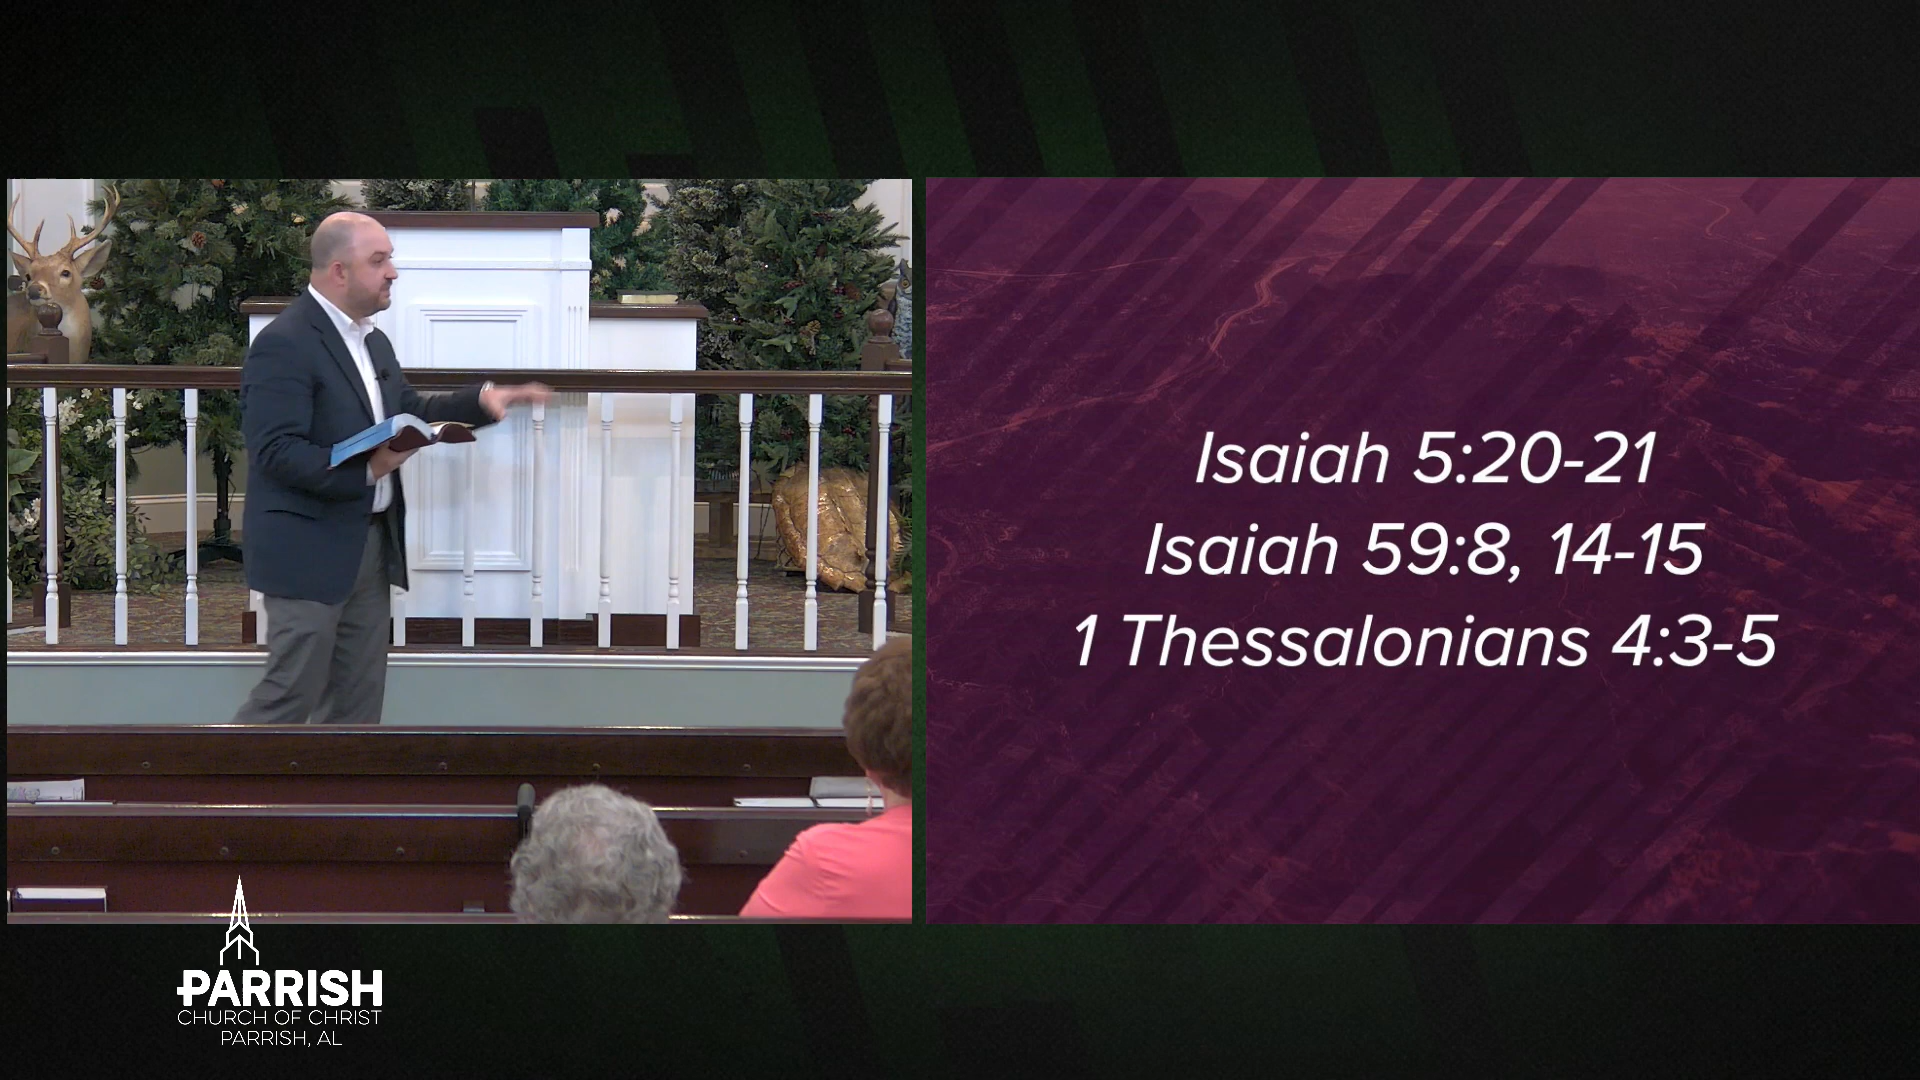 Isaiah 5:20-21
Isaiah 59:8, 14-15
1 Thessalonians 4:3-5
PARRISH
CHURCH OF CHRIST
PARRISH, AL